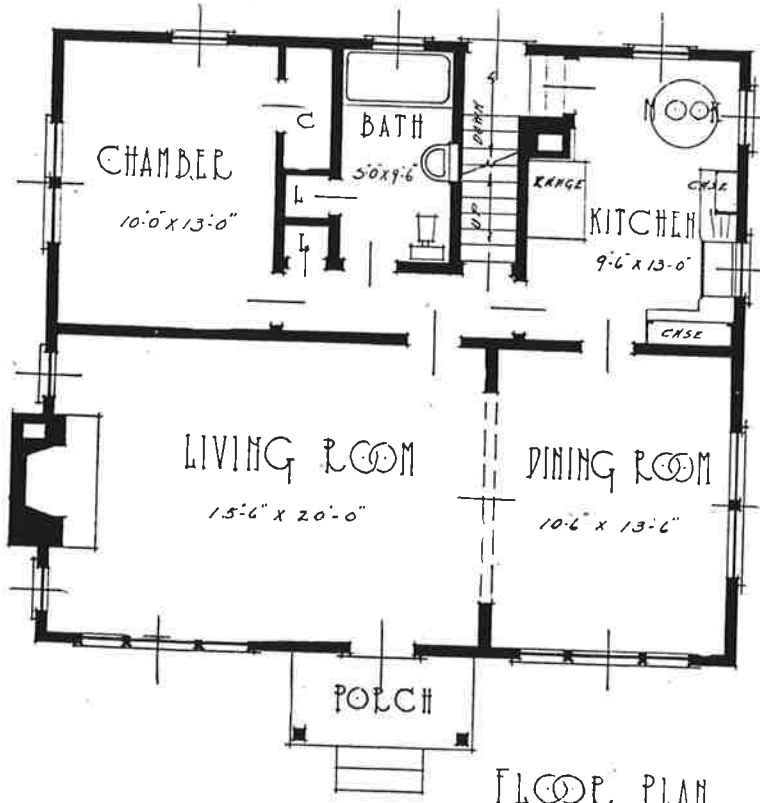 CHAMBER
10'-0" X 13'-0"
C
L
L
BATH
5'0 X 9'-6"
DOWN
UP
RANGE
CASE
KITCHEN
9'-6" X 13'-0"
CASE
LIVING ROOM
15'-6" X 20'-0"
DINING ROOM
10'-6" X 13'-6"
PORCH
FLOOR PLAN